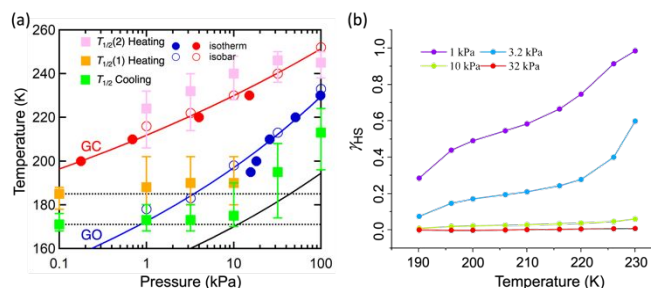 (a)
T1/2(2) Heating
T1/2(1) Heating
T1/2 Cooling
isotherm
isobar
GC
GO
260
240
220
200
180
160
Temperature (K)
0.1
1
10
100
Pressure (kPa)
(b)
1 kPa
3.2 kPa
10 kPa
32 kPa
1.0
0.8
0.6
0.4
0.2
0.0
γHS
190
200
210
220
230
Temperature (K)